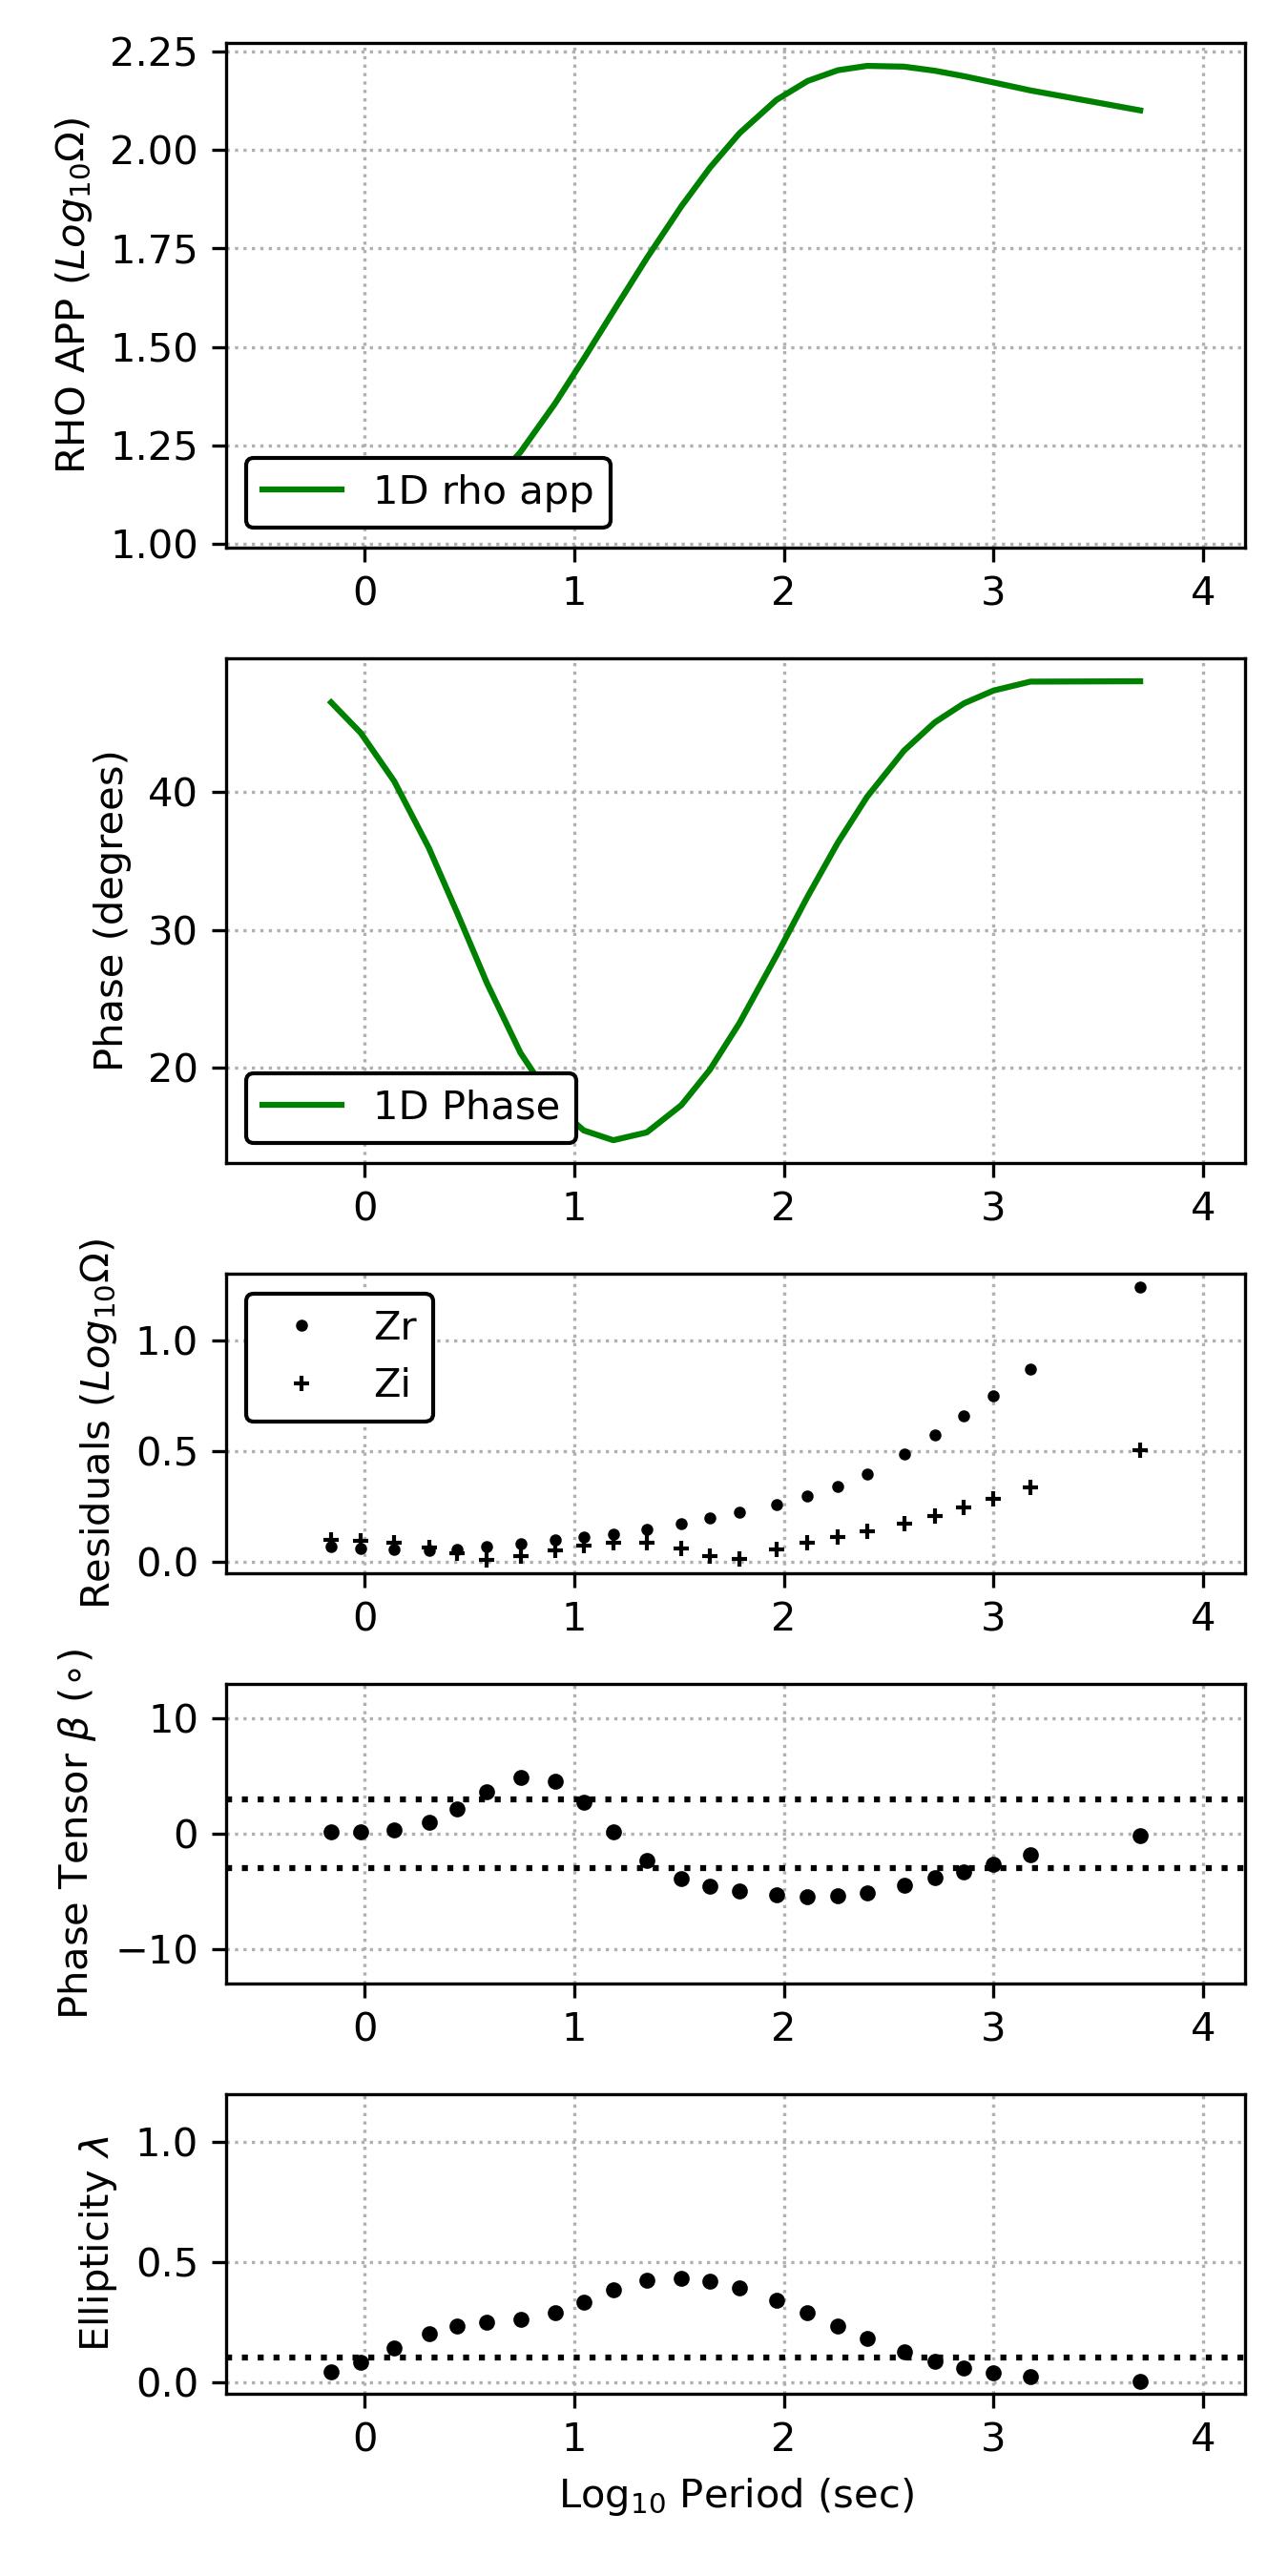 RHO APP (Log₁₀Ω)
2.25
2.00
1.75
1.50
1.25
1.00
1D rho app
0 1 2 3 4
Phase (degrees)
40
30
20
1D Phase
0 1 2 3 4
Residuals (Log₁₀Ω)
1.0
0.5
0.0
Zr
Zi
0 1 2 3 4
Phase Tensor β (∘)
10
0
−10
0 1 2 3 4
Ellipticity λ
1.0
0.5
0.0
0 1 2 3 4
Log₁₀ Period (sec)